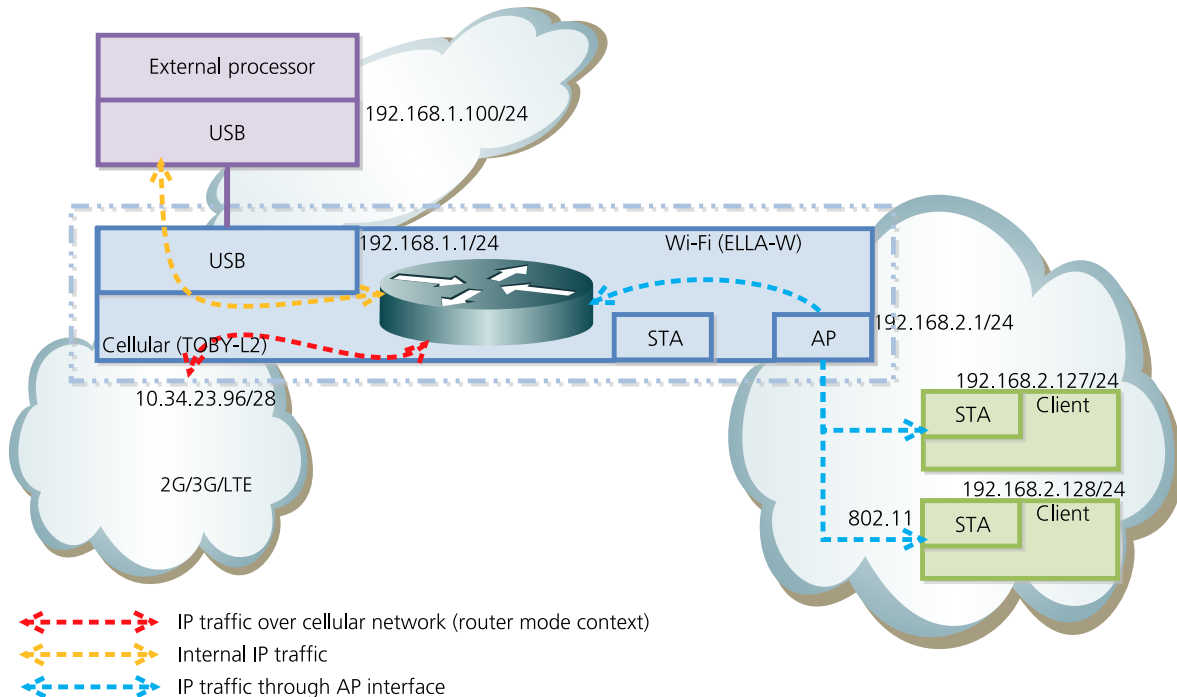 External processor
USB
192.168.1.100/24
USB
192.168.1.1/24
Wi-Fi (ELLA-W)
Cellular (TOBY-L2)
STA
AP
192.168.2.1/24
10.34.23.96/28
2G/3G/LTE
192.168.2.127/24
STA
Client
192.168.2.128/24
802.11
STA
Client
IP traffic over cellular network (router mode context)
Internal IP traffic
IP traffic through AP interface